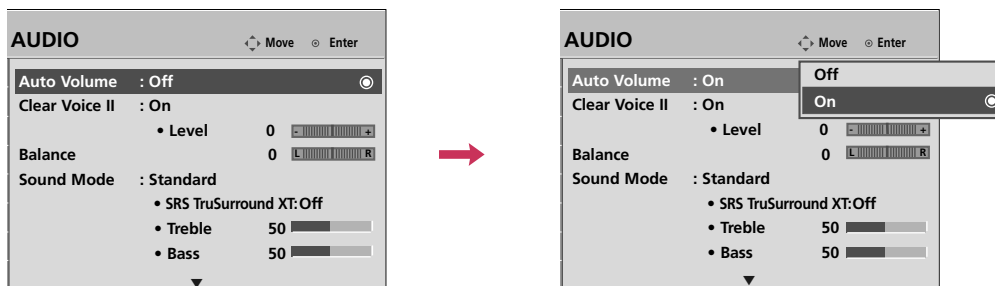 AUDIO Move Enter
Auto Volume : Off
Clear Voice II : On
• Level 0 - +
Balance 0 L R
Sound Mode : Standard
• SRS TruSurround XT:Off
• Treble 50
• Bass 50
AUDIO Move Enter
Auto Volume : On
Off
On
Clear Voice II : On
• Level 0 - +
Balance 0 L R
Sound Mode : Standard
• SRS TruSurround XT:Off
• Treble 50
• Bass 50